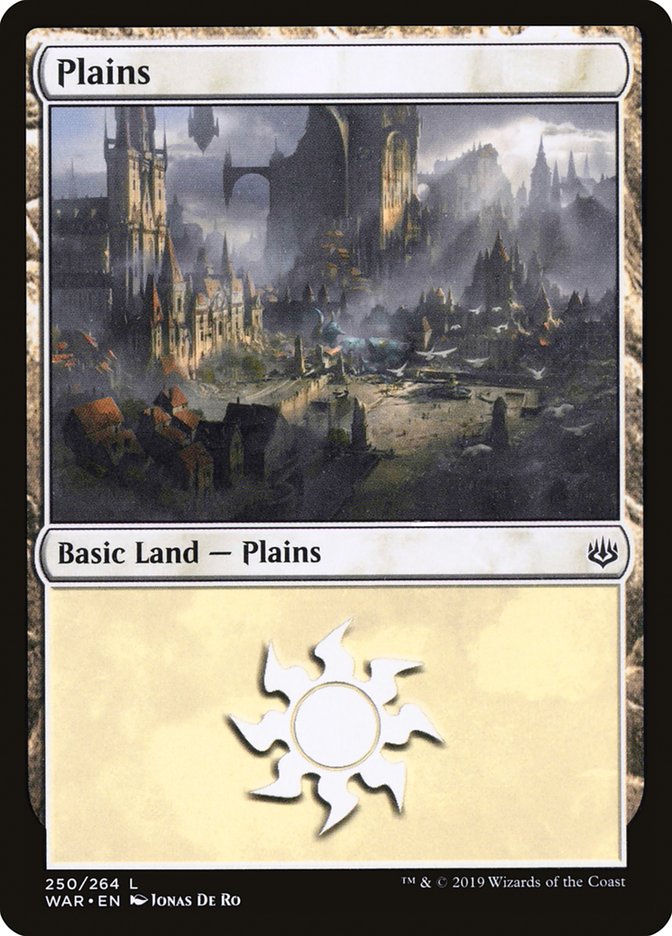 Plains
Basic Land — Plains
250/264 L
WAR • EN Jonas De Ro
™ & © 2019 Wizards of the Coast